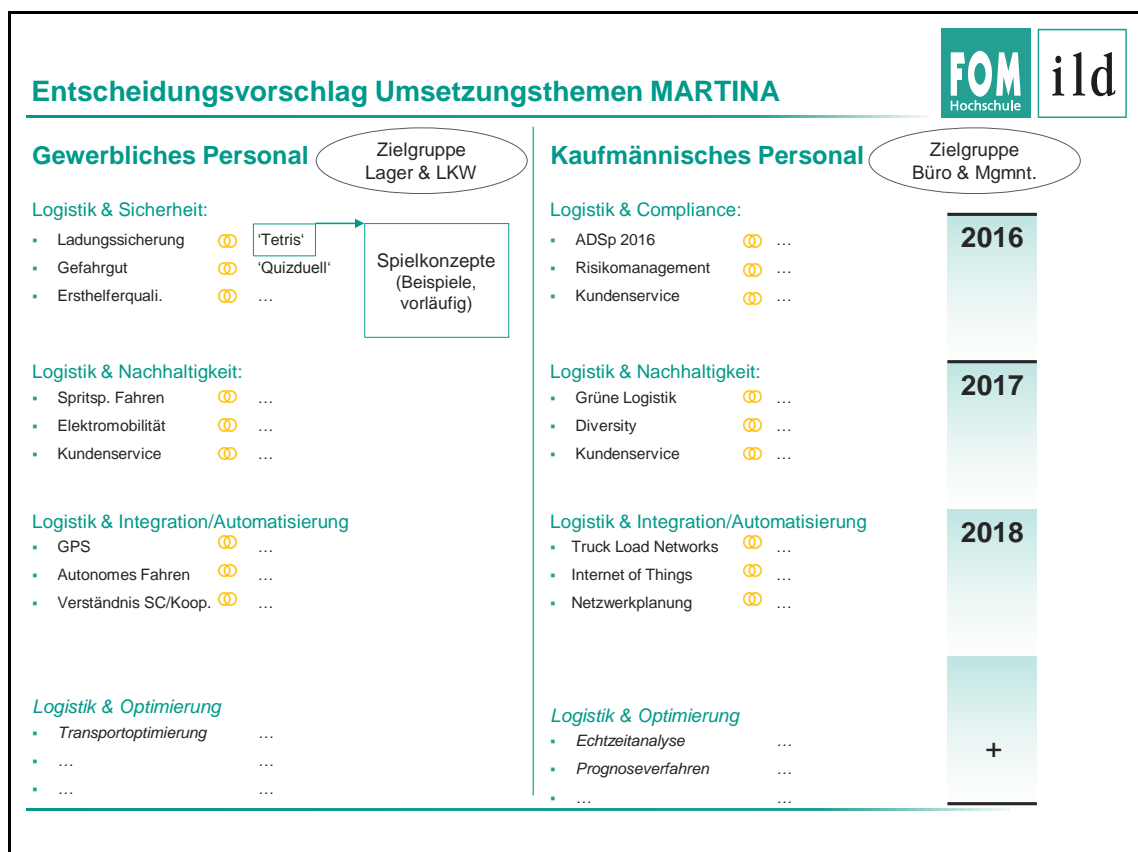 FOM
Hochschule
ild
Entscheidungsvorschlag Umsetzungsthemen MARTINA
Gewerbliches Personal
Zielgruppe
Lager & LKW
Logistik & Sicherheit:
▪ Ladungssicherung ‘Tetris‘
▪ Gefahrgut ‘Quizduell‘
▪ Ersthelferquali. …
Spielkonzepte
(Beispiele,
vorläufig)
Logistik & Nachhaltigkeit:
▪ Spritsp. Fahren …
▪ Elektromobilität …
▪ Kundenservice …
Logistik & Integration/Automatisierung
▪ GPS …
▪ Autonomes Fahren …
▪ Verständnis SC/Koop. …
Logistik & Optimierung
▪ Transportoptimierung …
▪ … …
▪ … …
Kaufmännisches Personal
Zielgruppe
Büro & Mgmnt.
Logistik & Compliance:
▪ ADSp 2016 …
▪ Risikomanagement …
▪ Kundenservice …
Logistik & Nachhaltigkeit:
▪ Grüne Logistik …
▪ Diversity …
▪ Kundenservice …
Logistik & Integration/Automatisierung
▪ Truck Load Networks …
▪ Internet of Things …
▪ Netzwerkplanung …
Logistik & Optimierung
▪ Echtzeitanalyse …
▪ Prognoseverfahren …
▪ … …
2016
2017
2018
+